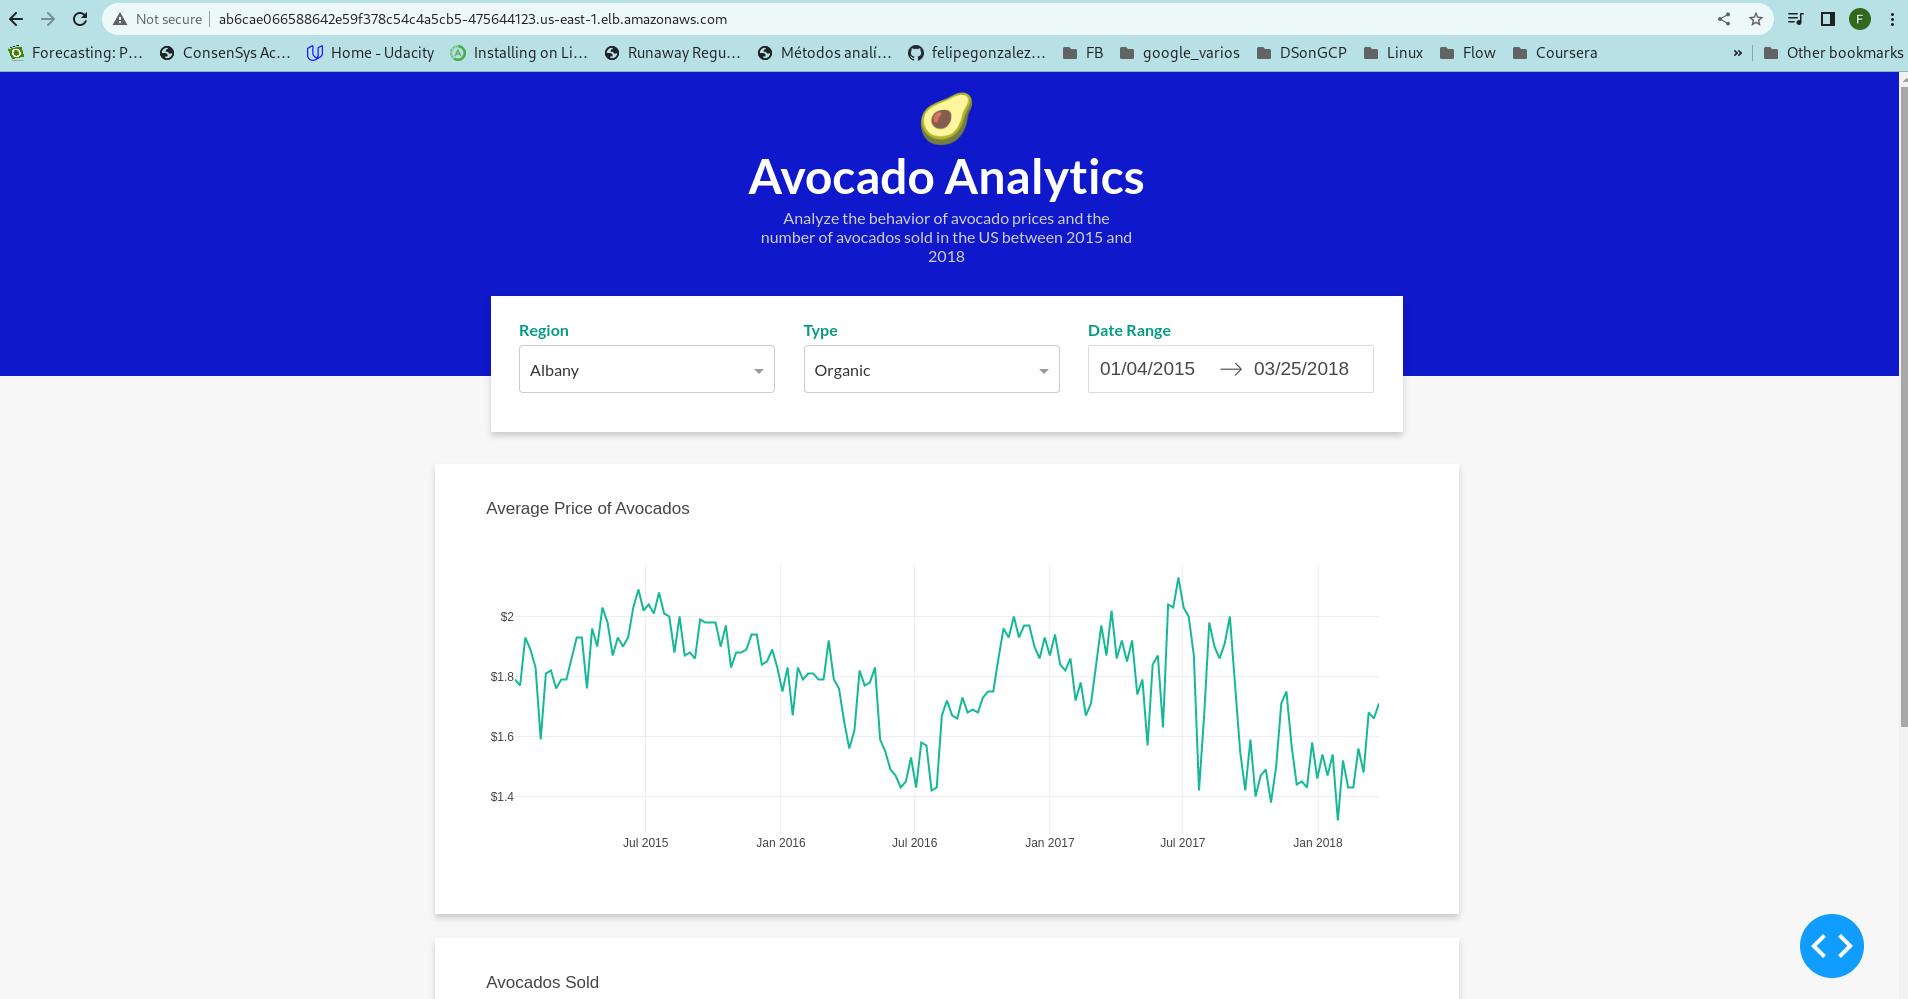 Not secure | ab6cae066588642e59f378c54c4a5cb5-475644123.us-east-1.elb.amazonaws.com
F
Forecasting: P... ConsenSys Ac... Home - Udacity Installing on Li... Runaway Regu... Métodos analí... felipegonzalez... FB google_varios DSonGCP Linux Flow Coursera » Other bookmarks
Avocado Analytics
Analyze the behavior of avocado prices and the
number of avocados sold in the US between 2015 and
2018
Region Type Date Range
Albany Organic 01/04/2015 → 03/25/2018
Average Price of Avocados
$2
$1.8
$1.6
$1.4
Jul 2015 Jan 2016 Jul 2016 Jan 2017 Jul 2017 Jan 2018
Avocados Sold